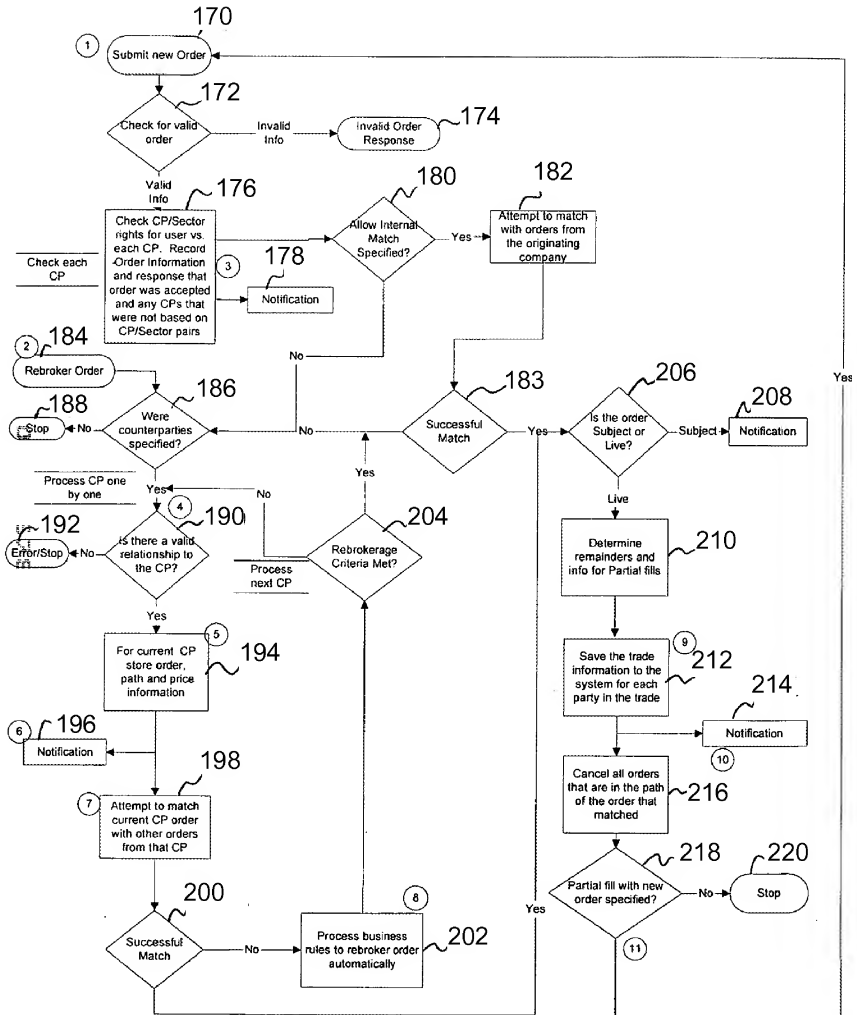 170
1
Submit new Order
172
Check for valid
order
Invalid
Info
Invalid Order
Response
174
Valid
Info
176
Check CP/Sector
rights for user vs.
each CP. Record
Order Information
and response that
order was accepted
and any CPs that
were not based on
CP/Sector pairs
3
Check each
CP
178
Notification
180
Allow Internal
Match
Specified?
Yes
182
Attempt to match
with orders from
the originating
company
No
2
184
Rebroker Order
186
Were
counterparties
specified?
188
Stop
No
No
183
Successful
Match
Yes
206
Is the order
Subject or
Live?
Subject
208
Notification
Yes
Process CP one
by one
Yes
4
190
Is there a valid
relationship to
the CP?
192
Error/Stop
No
No
Yes
204
Rebrokerage
Criteria Met?
Process
next CP
Live
210
Determine
remainders and
info for Partial fills
Yes
5
For current CP
store order,
path and price
information
194
9
Save the trade
information to the
system for each
party in the trade
212
6
196
Notification
214
Notification
10
7
198
Attempt to match
current CP order
with other orders
from that CP
Cancel all orders
that are in the path
of the order that
matched
216
200
Successful
Match
No
8
Process business
rules to rebroker order
automatically
202
Yes
218
Partial fill with new
order specified?
No
220
Stop
11